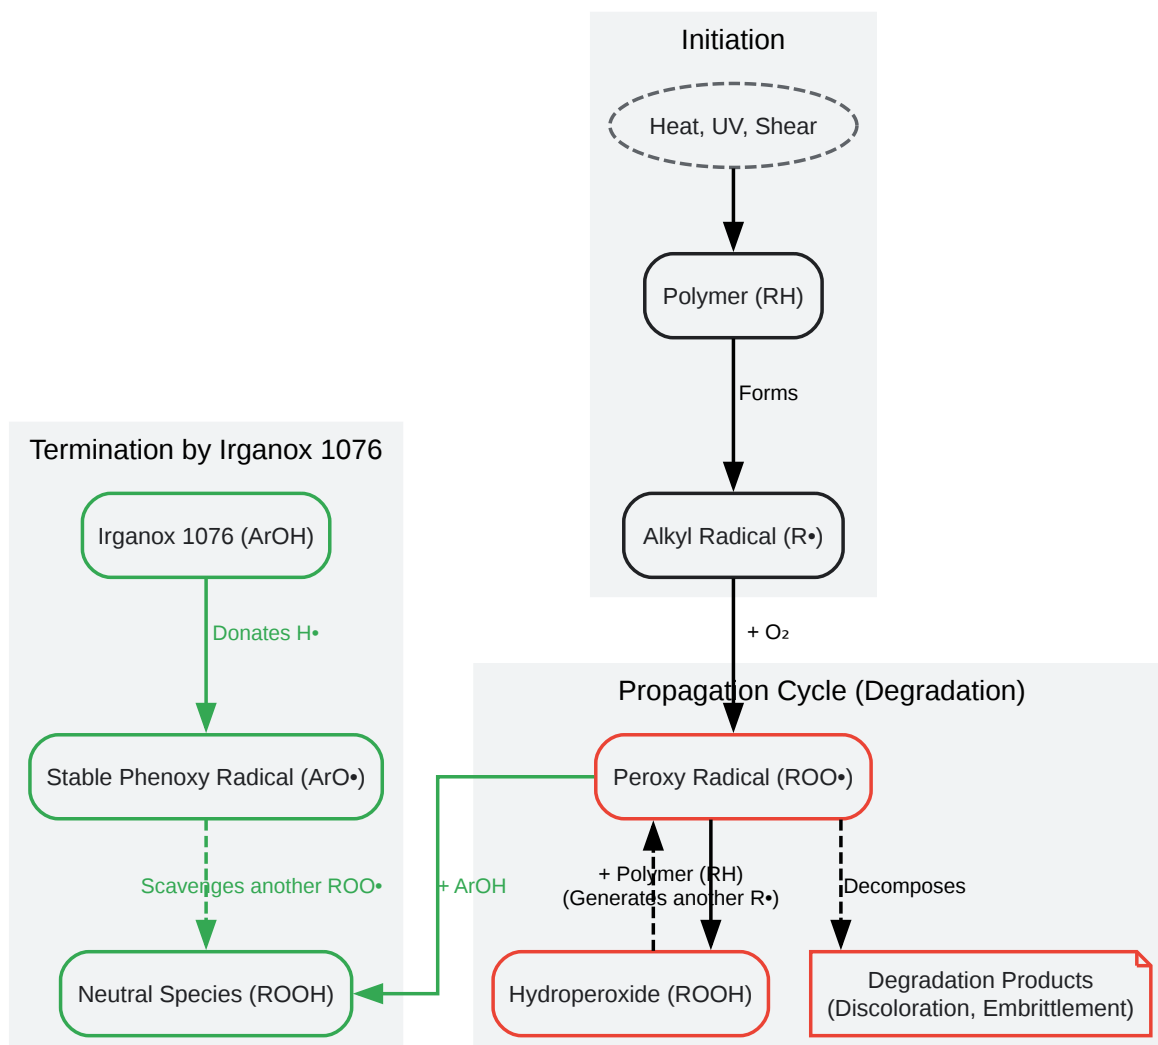 Initiation
Heat, UV, Shear
Polymer (RH)
Forms
Alkyl Radical (R•)
+ O₂
Termination by Irganox 1076
Irganox 1076 (ArOH)
Donates H•
Stable Phenoxy Radical (ArO•)
Scavenges another ROO•
Neutral Species (ROOH)
+ ArOH
Propagation Cycle (Degradation)
Peroxy Radical (ROO•)
+ Polymer (RH)
(Generates another R•)
Decomposes
Hydroperoxide (ROOH)
Degradation Products
(Discoloration, Embrittlement)